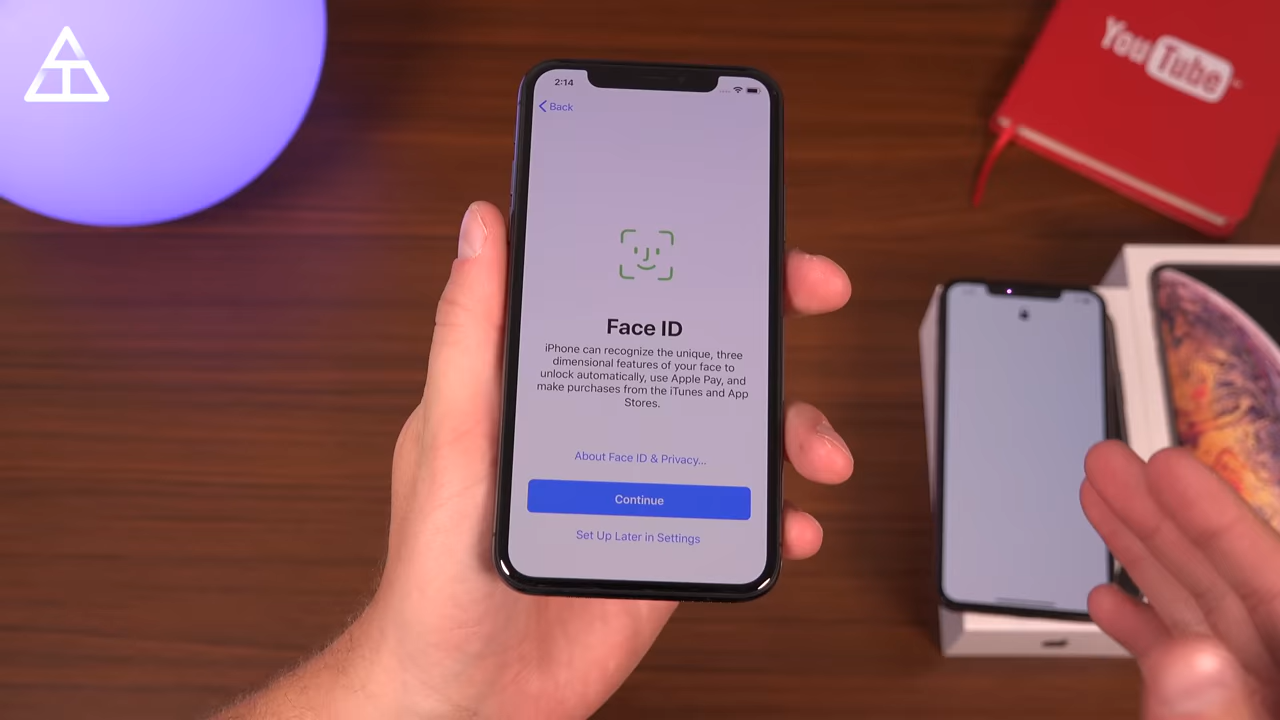 2:14
Back
Face ID
iPhone can recognize the unique, three
dimensional features of your face to
unlock automatically, use Apple Pay, and
make purchases from the iTunes and App
Stores.
About Face ID & Privacy...
Continue
Set Up Later in Settings
YouTube